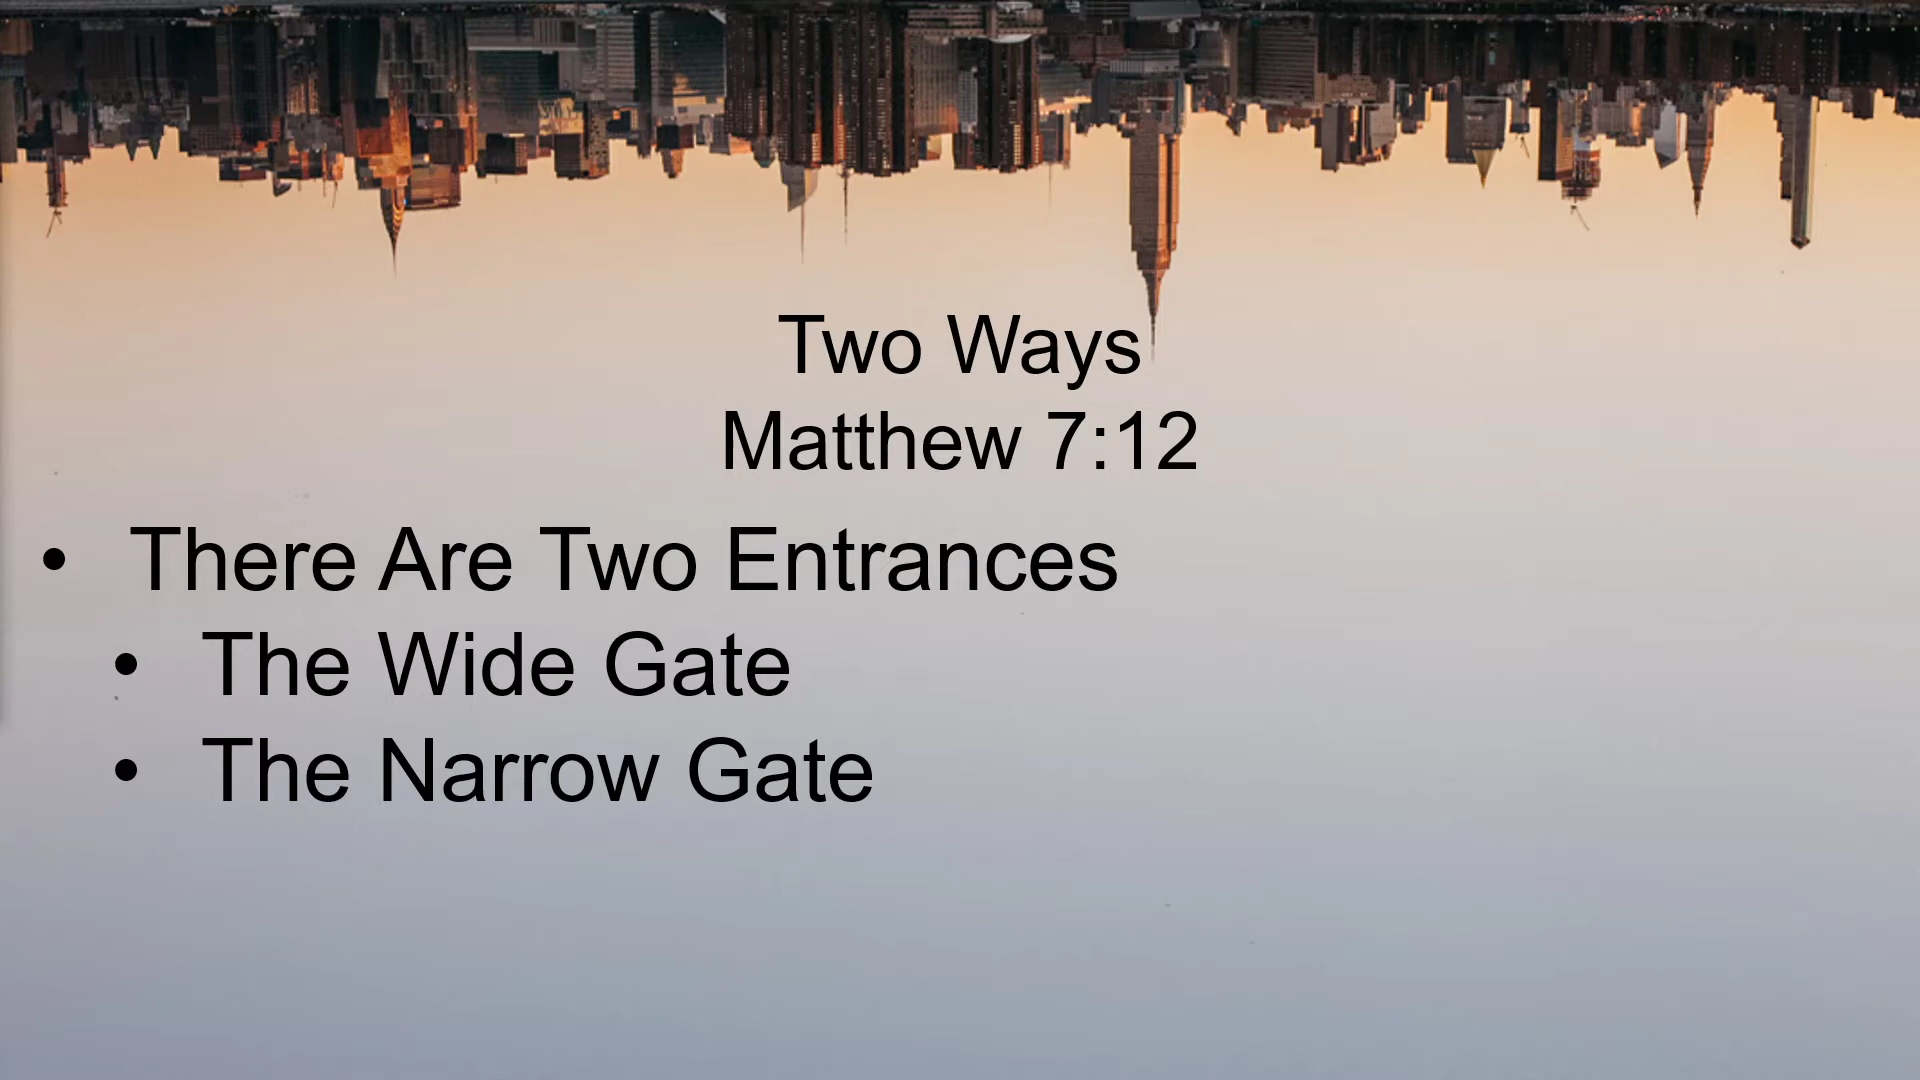 Two Ways
Matthew 7:12
• There Are Two Entrances
• The Wide Gate
• The Narrow Gate